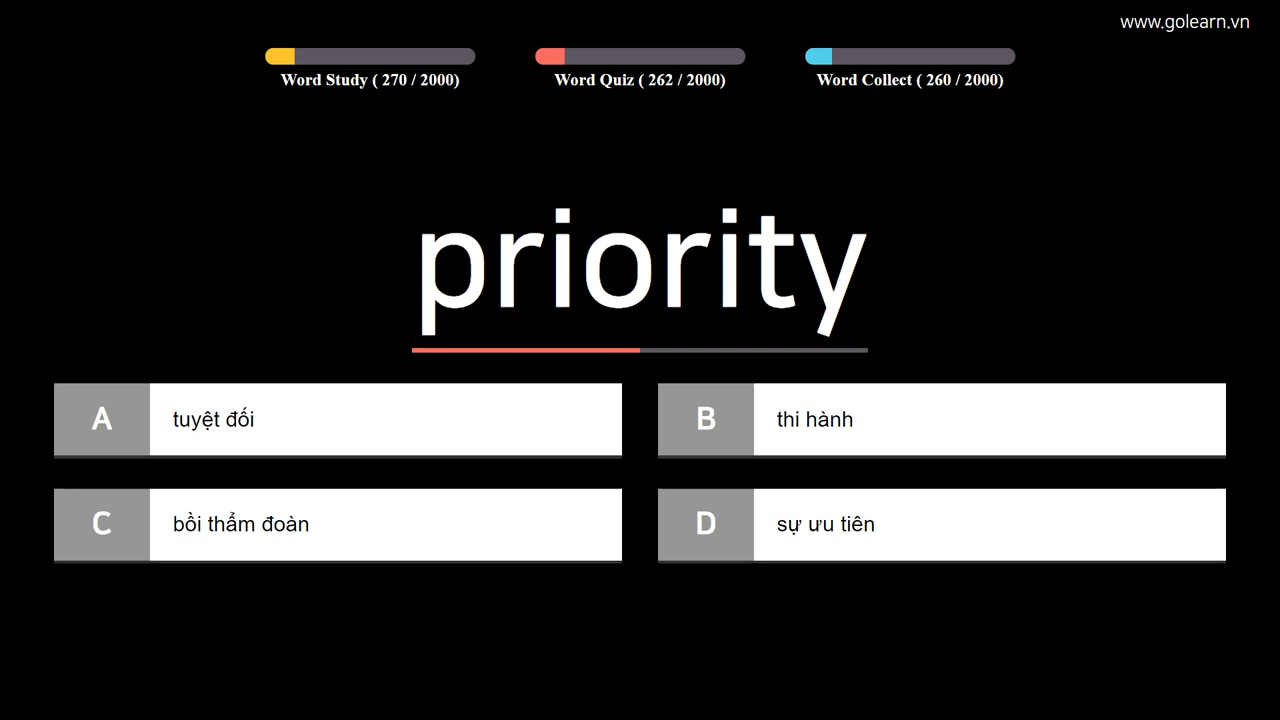 www.golearn.vn
Word Study ( 270 / 2000)
Word Quiz ( 262 / 2000)
Word Collect ( 260 / 2000)
priority
A tuyệt đối
B thi hành
C bồi thẩm đoàn
D sự ưu tiên